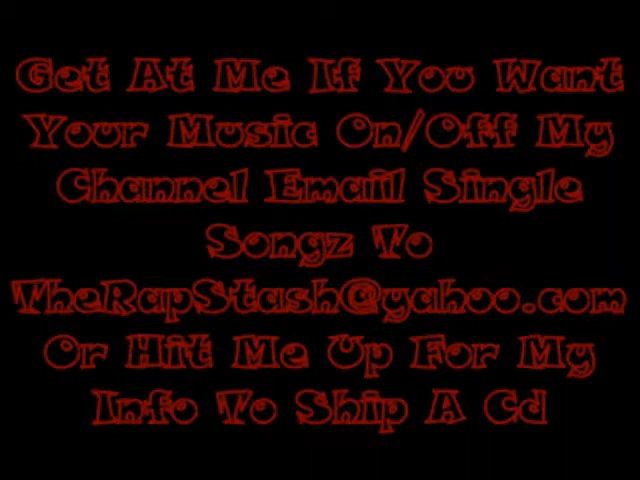 Get At Me If You Want
Your Music On/Off My
Channel Email Single
Songz To
TheRapStash@yahoo.com
Or Hit Me Up For My
Info To Ship A Cd